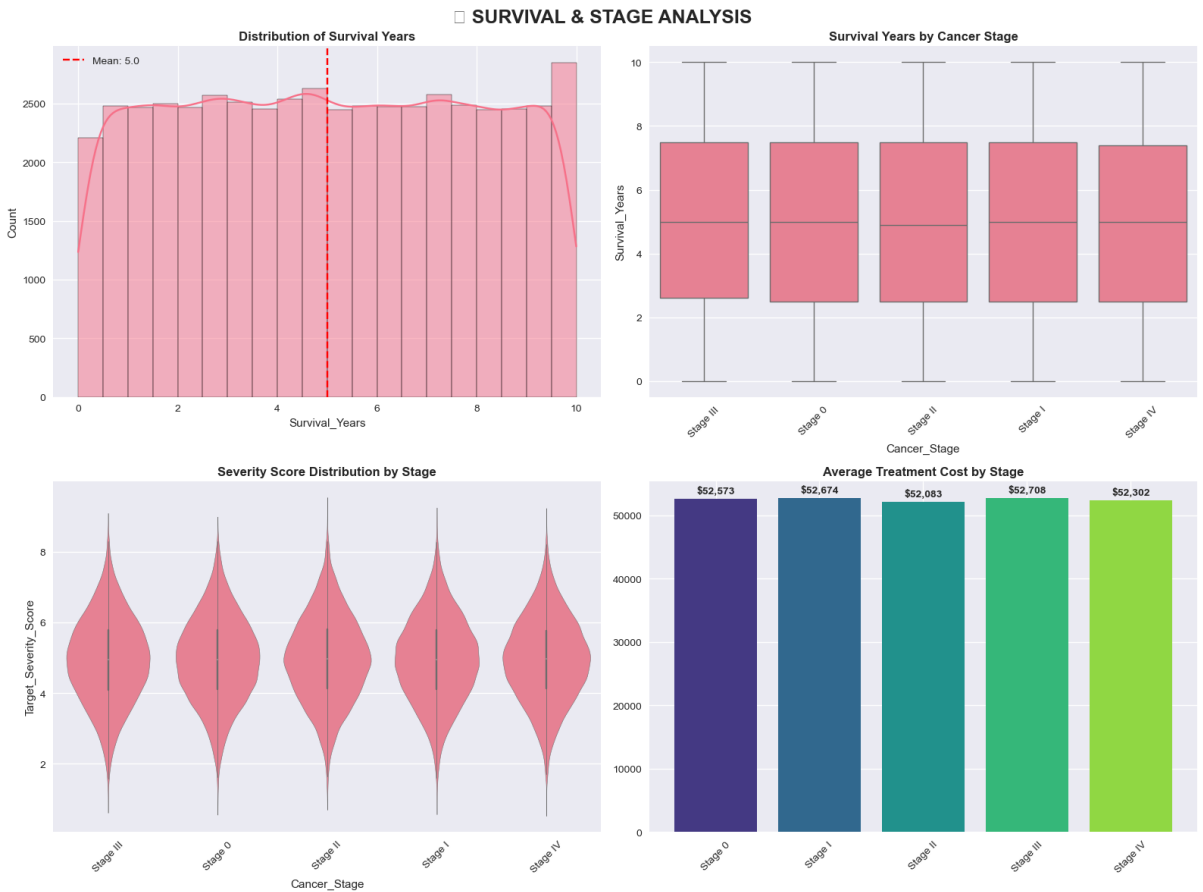 SURVIVAL & STAGE ANALYSIS
Distribution of Survival Years
Mean: 5.0
2500
2000
1500
1000
500
0
Count
0 2 4 6 8 10
Survival_Years
Survival Years by Cancer Stage
10
8
6
4
2
0
Survival_Years
Stage III Stage 0 Stage II Stage I Stage IV
Cancer_Stage
Severity Score Distribution by Stage
8
6
4
2
Target_Severity_Score
Stage III Stage 0 Stage II Stage I Stage IV
Cancer_Stage
Average Treatment Cost by Stage
$52,573 $52,674 $52,083 $52,708 $52,302
50000
40000
30000
20000
10000
0
Stage 0 Stage I Stage II Stage III Stage IV